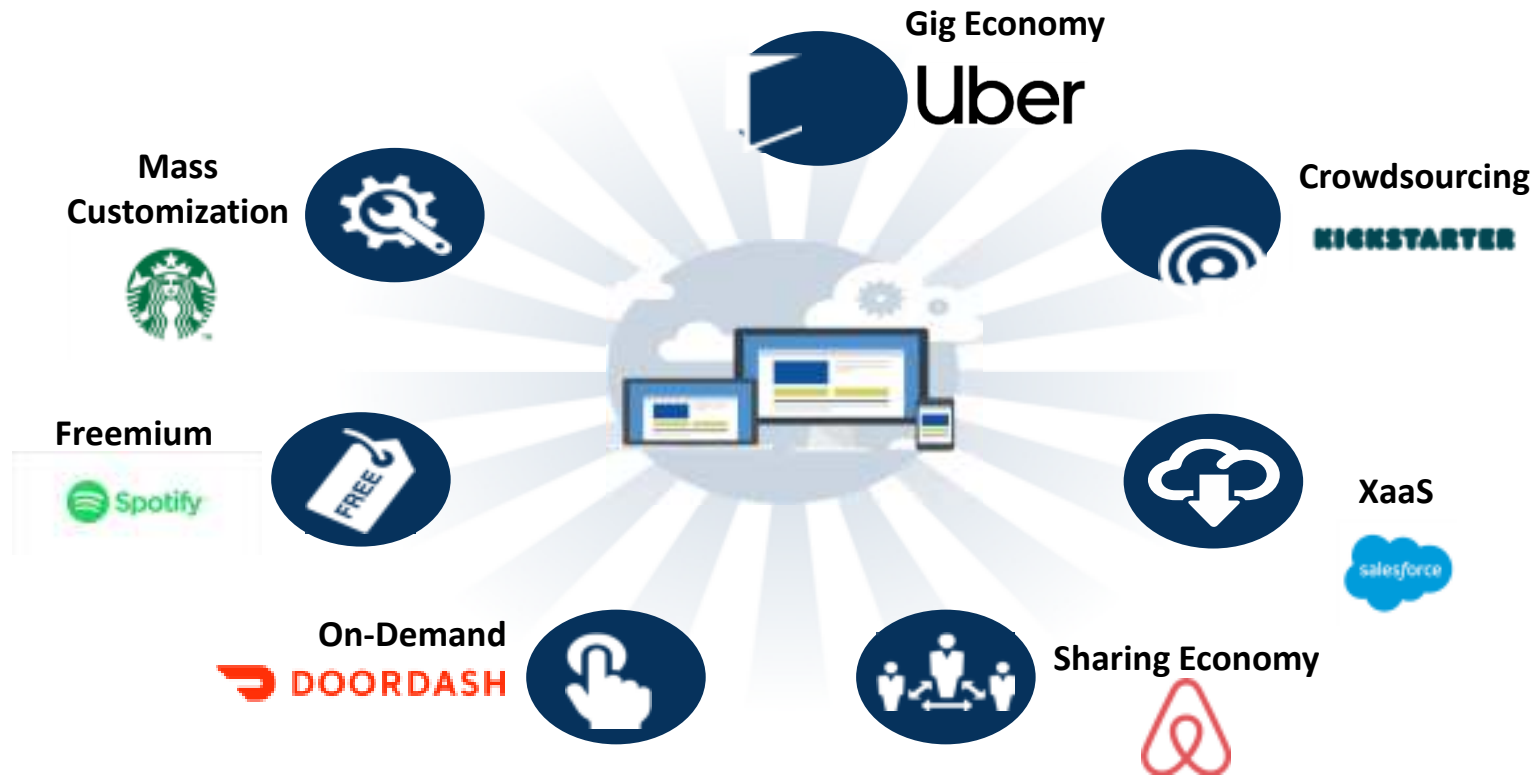 Gig Economy
Uber
Mass
Customization
Crowdsourcing
KICKSTARTER
Freemium
Spotify
FREE
XaaS
salesforce
On-Demand
DOORDASH
Sharing Economy